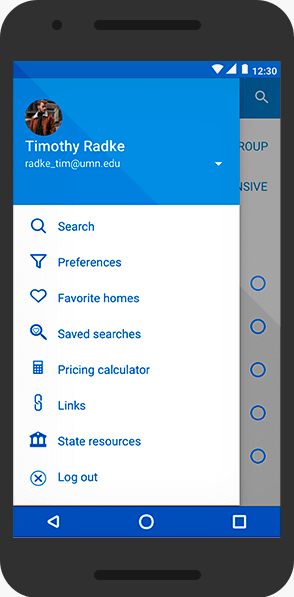 12:30
Timothy Radke
radke_tim@umn.edu
ROUP
NSIVE
Search
Preferences
Favorite homes
Saved searches
Pricing calculator
Links
State resources
Log out